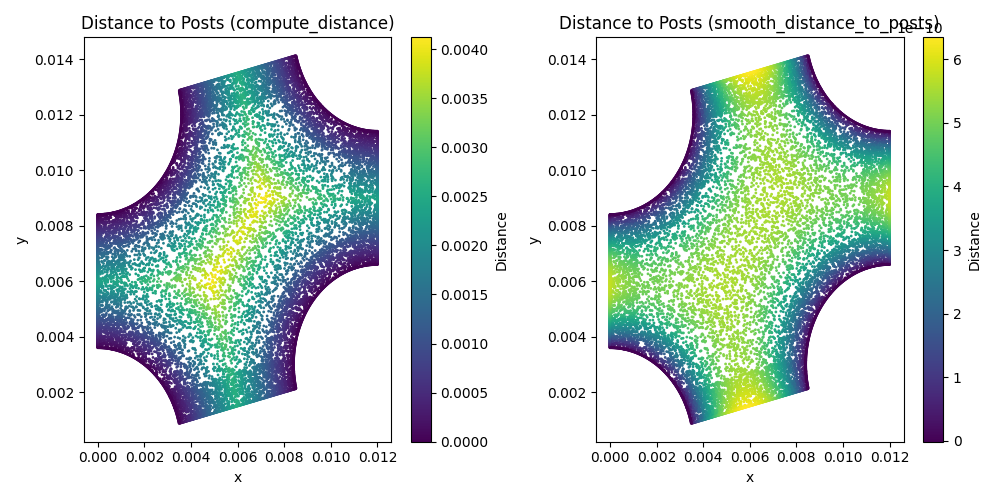 Distance to Posts (compute_distance)
0.014
0.012
0.010
0.008
0.006
0.004
0.002
y
0.000 0.002 0.004 0.006 0.008 0.010 0.012
x
0.0040
0.0035
0.0030
0.0025
0.0020
0.0015
0.0010
0.0005
0.0000
Distance
Distance to Posts (smooth_distance_to_posts)
1e−10
0.014
0.012
0.010
0.008
0.006
0.004
0.002
y
0.000 0.002 0.004 0.006 0.008 0.010 0.012
x
6
5
4
3
2
1
0
Distance